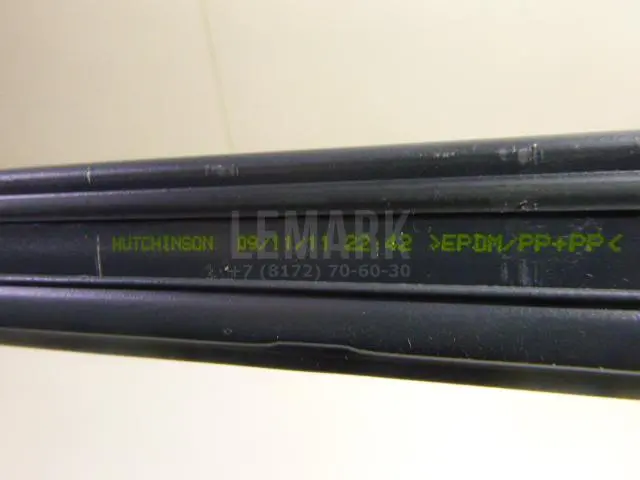 LEMARK
HUTCHINSON 09/11/11 22:42 >EPDM/PP+PP<
+7 (8172) 70-60-30